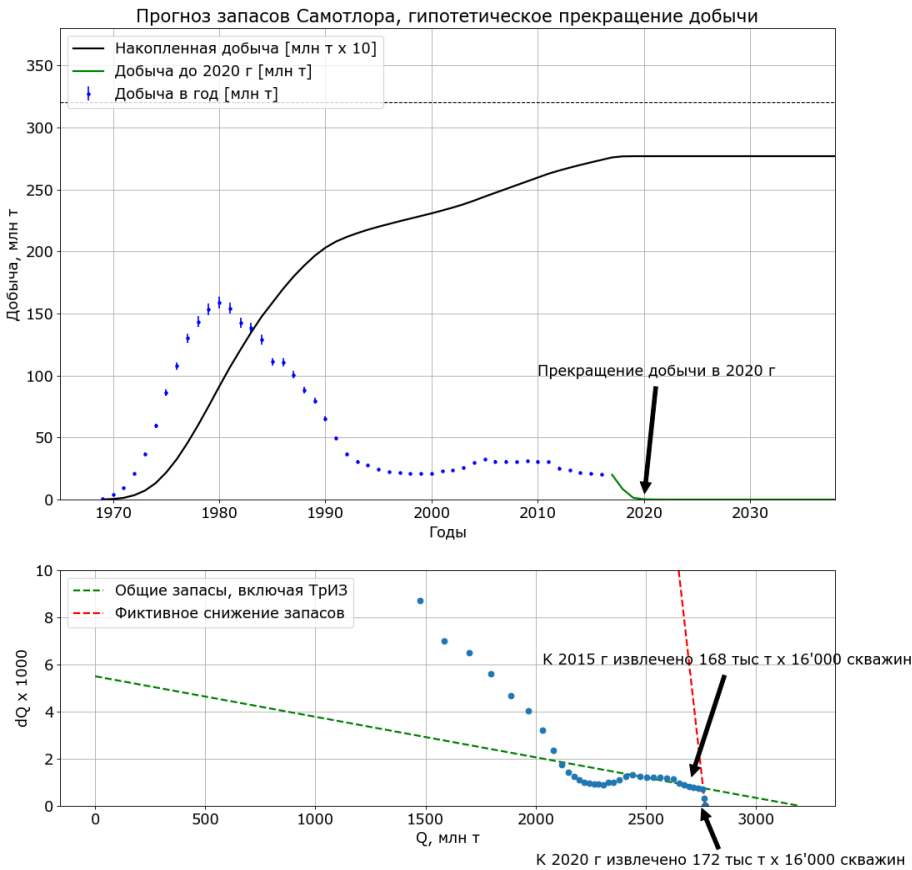 Прогноз запасов Самотлора, гипотетическое прекращение добычи
Накопленная добыча [млн т x 10]
Добыча до 2020 г [млн т]
Добыча в год [млн т]
350
300
250
200
150
100
50
0
Добыча, млн т
Прекращение добычи в 2020 г
1970 1980 1990 2000 2010 2020 2030
Годы
Общие запасы, включая ТрИЗ
Фиктивное снижение запасов
10
8
6
4
2
0
dQ x 1000
К 2015 г извлечено 168 тыс т x 16'000 скважин
0 500 1000 1500 2000 2500 3000
Q, млн т
К 2020 г извлечено 172 тыс т x 16'000 скважин